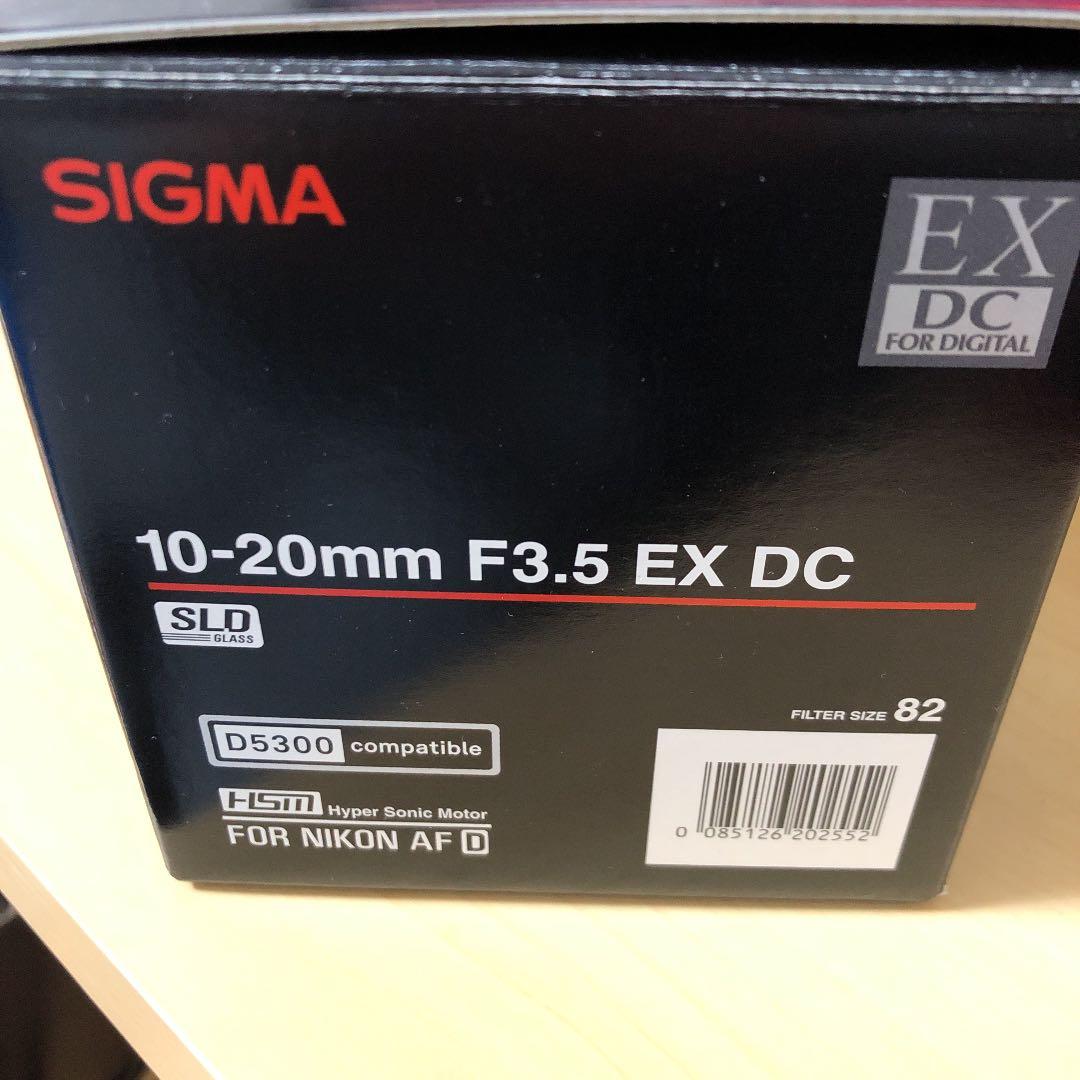 SIGMA
EX
DC
FOR DIGITAL
10-20mm F3.5 EX DC
SLD
GLASS
FILTER SIZE 82
D5300 compatible
HSM Hyper Sonic Motor
FOR NIKON AF D
0 085126 202552